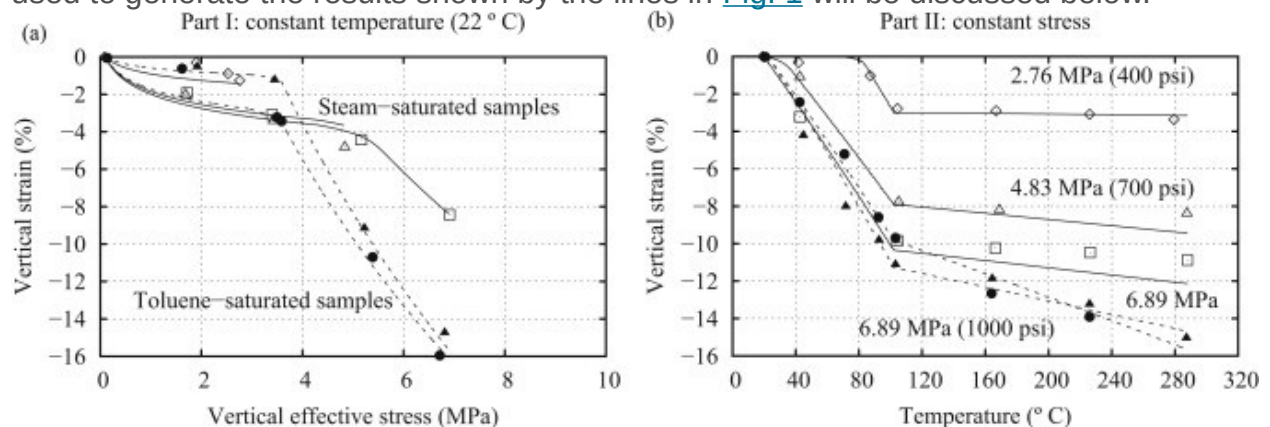 used to generate the results shown by the lines in Fig. 1 will be discussed below.
(a) Part I: constant temperature (22 º C)
0
−2
−4
−6
−8
−10
−12
−14
−16
Vertical strain (%)
Steam−saturated samples
Toluene−saturated samples
0 2 4 6 8 10
Vertical effective stress (MPa)
(b) Part II: constant stress
0
−2
−4
−6
−8
−10
−12
−14
−16
Vertical strain (%)
2.76 MPa (400 psi)
4.83 MPa (700 psi)
6.89 MPa
6.89 MPa (1000 psi)
0 40 80 120 160 200 240 280 320
Temperature (º C)